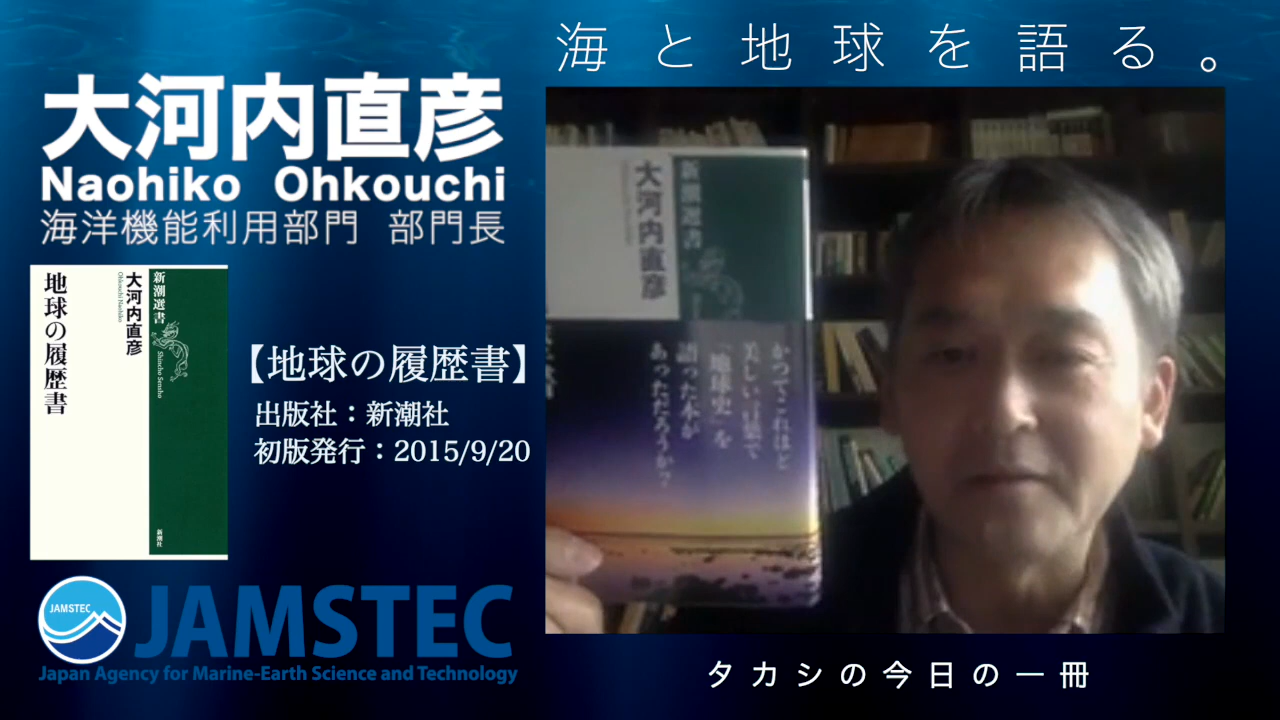 海と地球を語る。
大河内直彦
Naohiko Ohkouchi
海洋機能利用部門 部門長
新潮選書
Shincho Sensho
大河内直彦
Ohkouchi Naohiko
地球の履歴書
新潮社
【地球の履歴書】
出版社：新潮社
初版発行：2015/9/20
新潮選書
大河内直彦
かつてこれほど
美しい言葉で
「地球史」を
語った本が
あっただろうか?
JAMSTEC
JAMSTEC
Japan Agency for Marine-Earth Science and Technology
タカシの今日の一冊